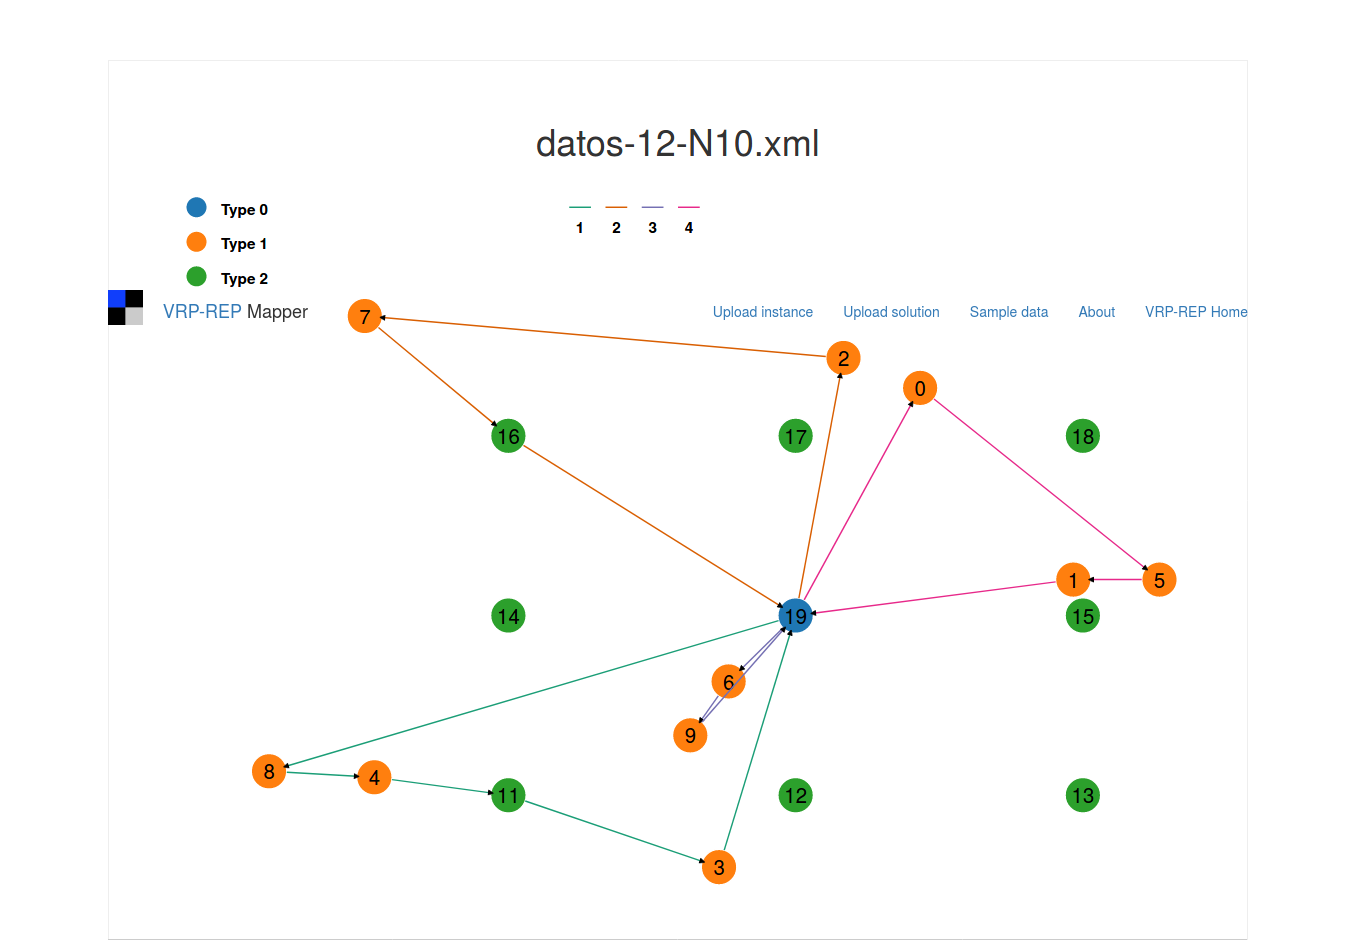 datos-12-N10.xml
Type 0
Type 1
Type 2
1 2 3 4
VRP-REP Mapper
Upload instance Upload solution Sample data About VRP-REP Home
7
2
0
16
17
18
1
5
14
19
15
6
9
8
4
11
12
13
3